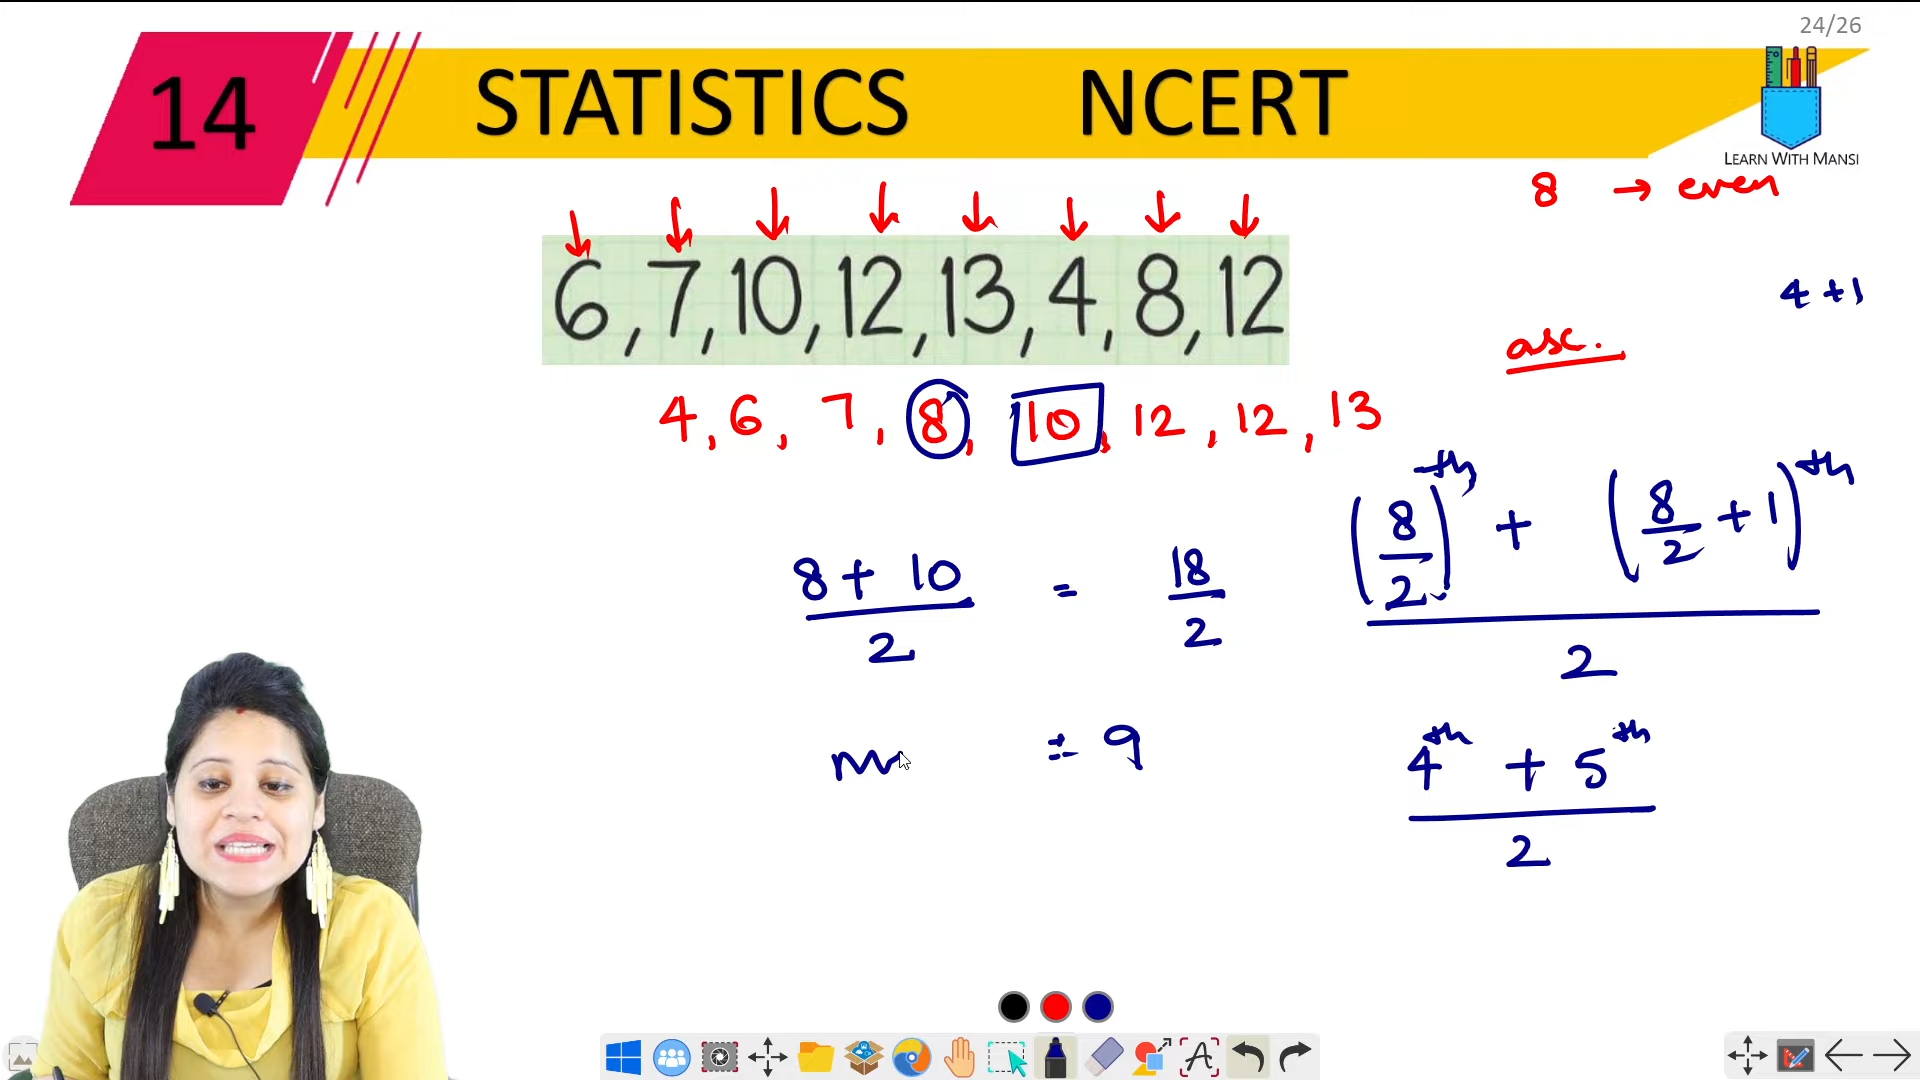 24/26
14 STATISTICS NCERT
LEARN WITH MANSI
8 → even
6, 7, 10, 12, 13, 4, 8, 12
4 + 1
asc.
4, 6, 7, 8, 10, 12, 12, 13
(8/2)th + (8/2 + 1)th
2
8 + 10 = 18
2 2
m = 9
4th + 5th
2